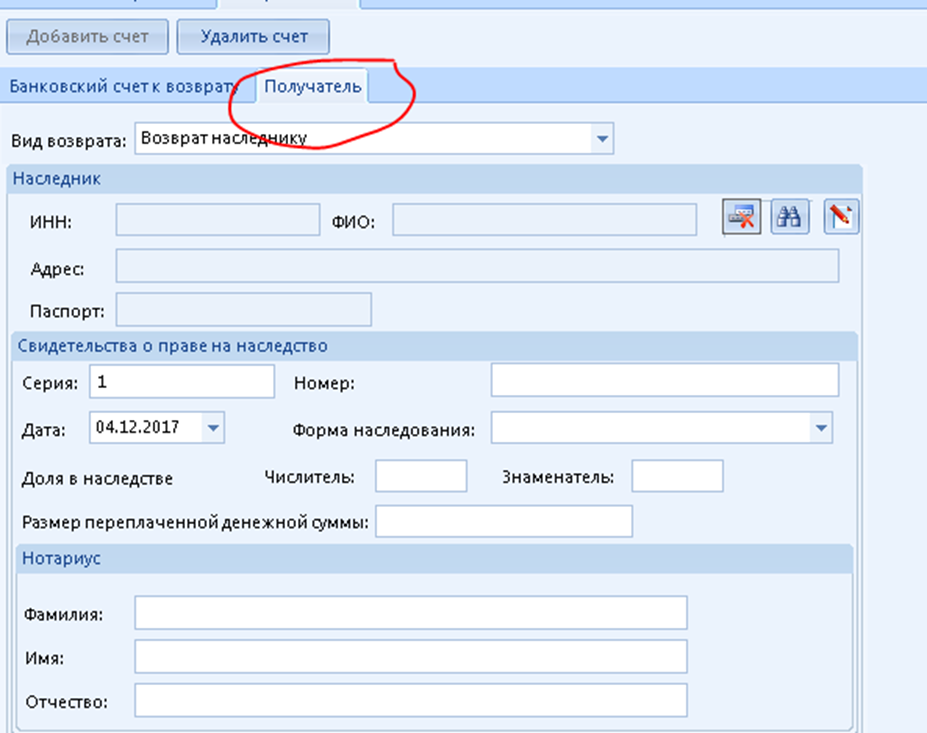 Добавить счет Удалить счет
Банковский счет к возврату Получатель
Вид возврата: Возврат наследнику
Наследник
ИНН: ФИО:
Адрес:
Паспорт:
Свидетельства о праве на наследство
Серия: 1 Номер:
Дата: 04.12.2017 Форма наследования:
Доля в наследстве Числитель: Знаменатель:
Размер переплаченной денежной суммы:
Нотариус
Фамилия:
Имя:
Отчество: